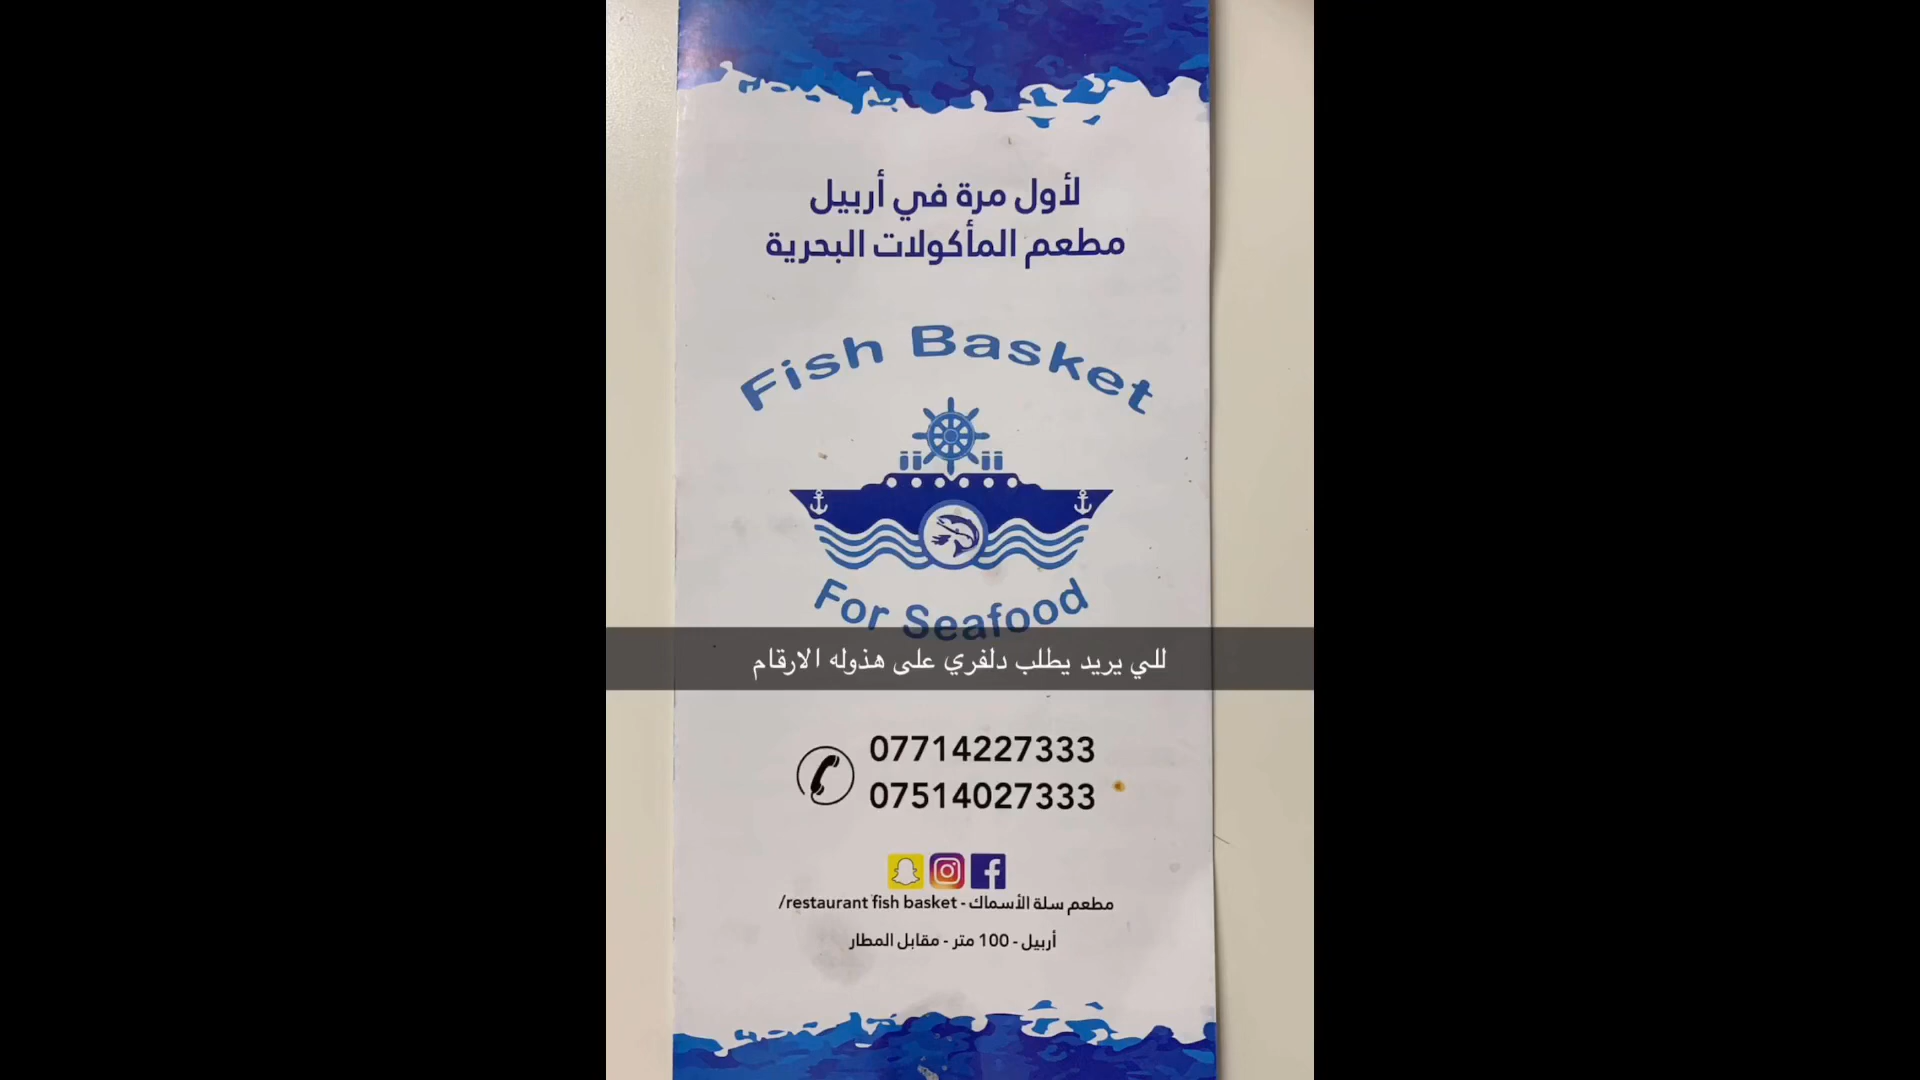 لأول مرة في أربيل
مطعم المأكولات البحرية
Fish Basket
For Seafood
للي يريد يطلب دلفري على هذوله الارقام
07714227333
07514027333
مطعم سلة الأسماك - restaurant fish basket/
أربيل - 100 متر - مقابل المطار